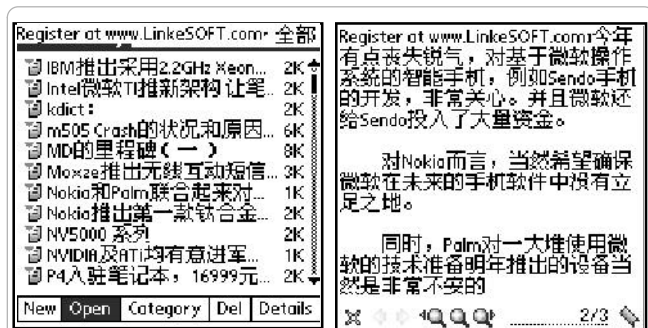 Register at www.LinkeSOFT.com• 全部
IBM推出采用2.2GHz Xeon... 2K
Intel微软TI推新架构 让笔... 2K
kdict: 2K
m505 Crash的状况和原因... 6K
MD的里程碑(一) 8K
Moxze推出无线互动短信... 3K
Nokia和Palm联合起来对... 1K
Nokia推出第一款钛合金... 2K
NV5000 系列 2K
NVIDIA及ATi均有意进军... 1K
P4入驻笔记本,16999元... 2K
New Open Category Del Details
Register at www.LinkeSOFT.com今年
有点丧失锐气,对基于微软操作
系统的智能手机,例如Sendo手机
的开发,非常关心。并且微软还
给Sendo投入了大量资金。
对Nokia而言,当然希望确保
微软在未来的手机软件中没有立
足之地。
同时,Palm对一大堆使用微
软的技术准备明年推出的设备当
然是非常不安的
2/3